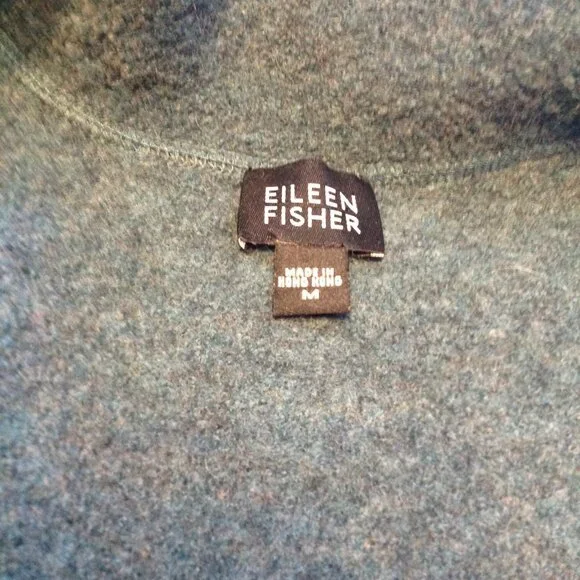 EILEEN
FISHER
MADE IN
HONG KONG
M